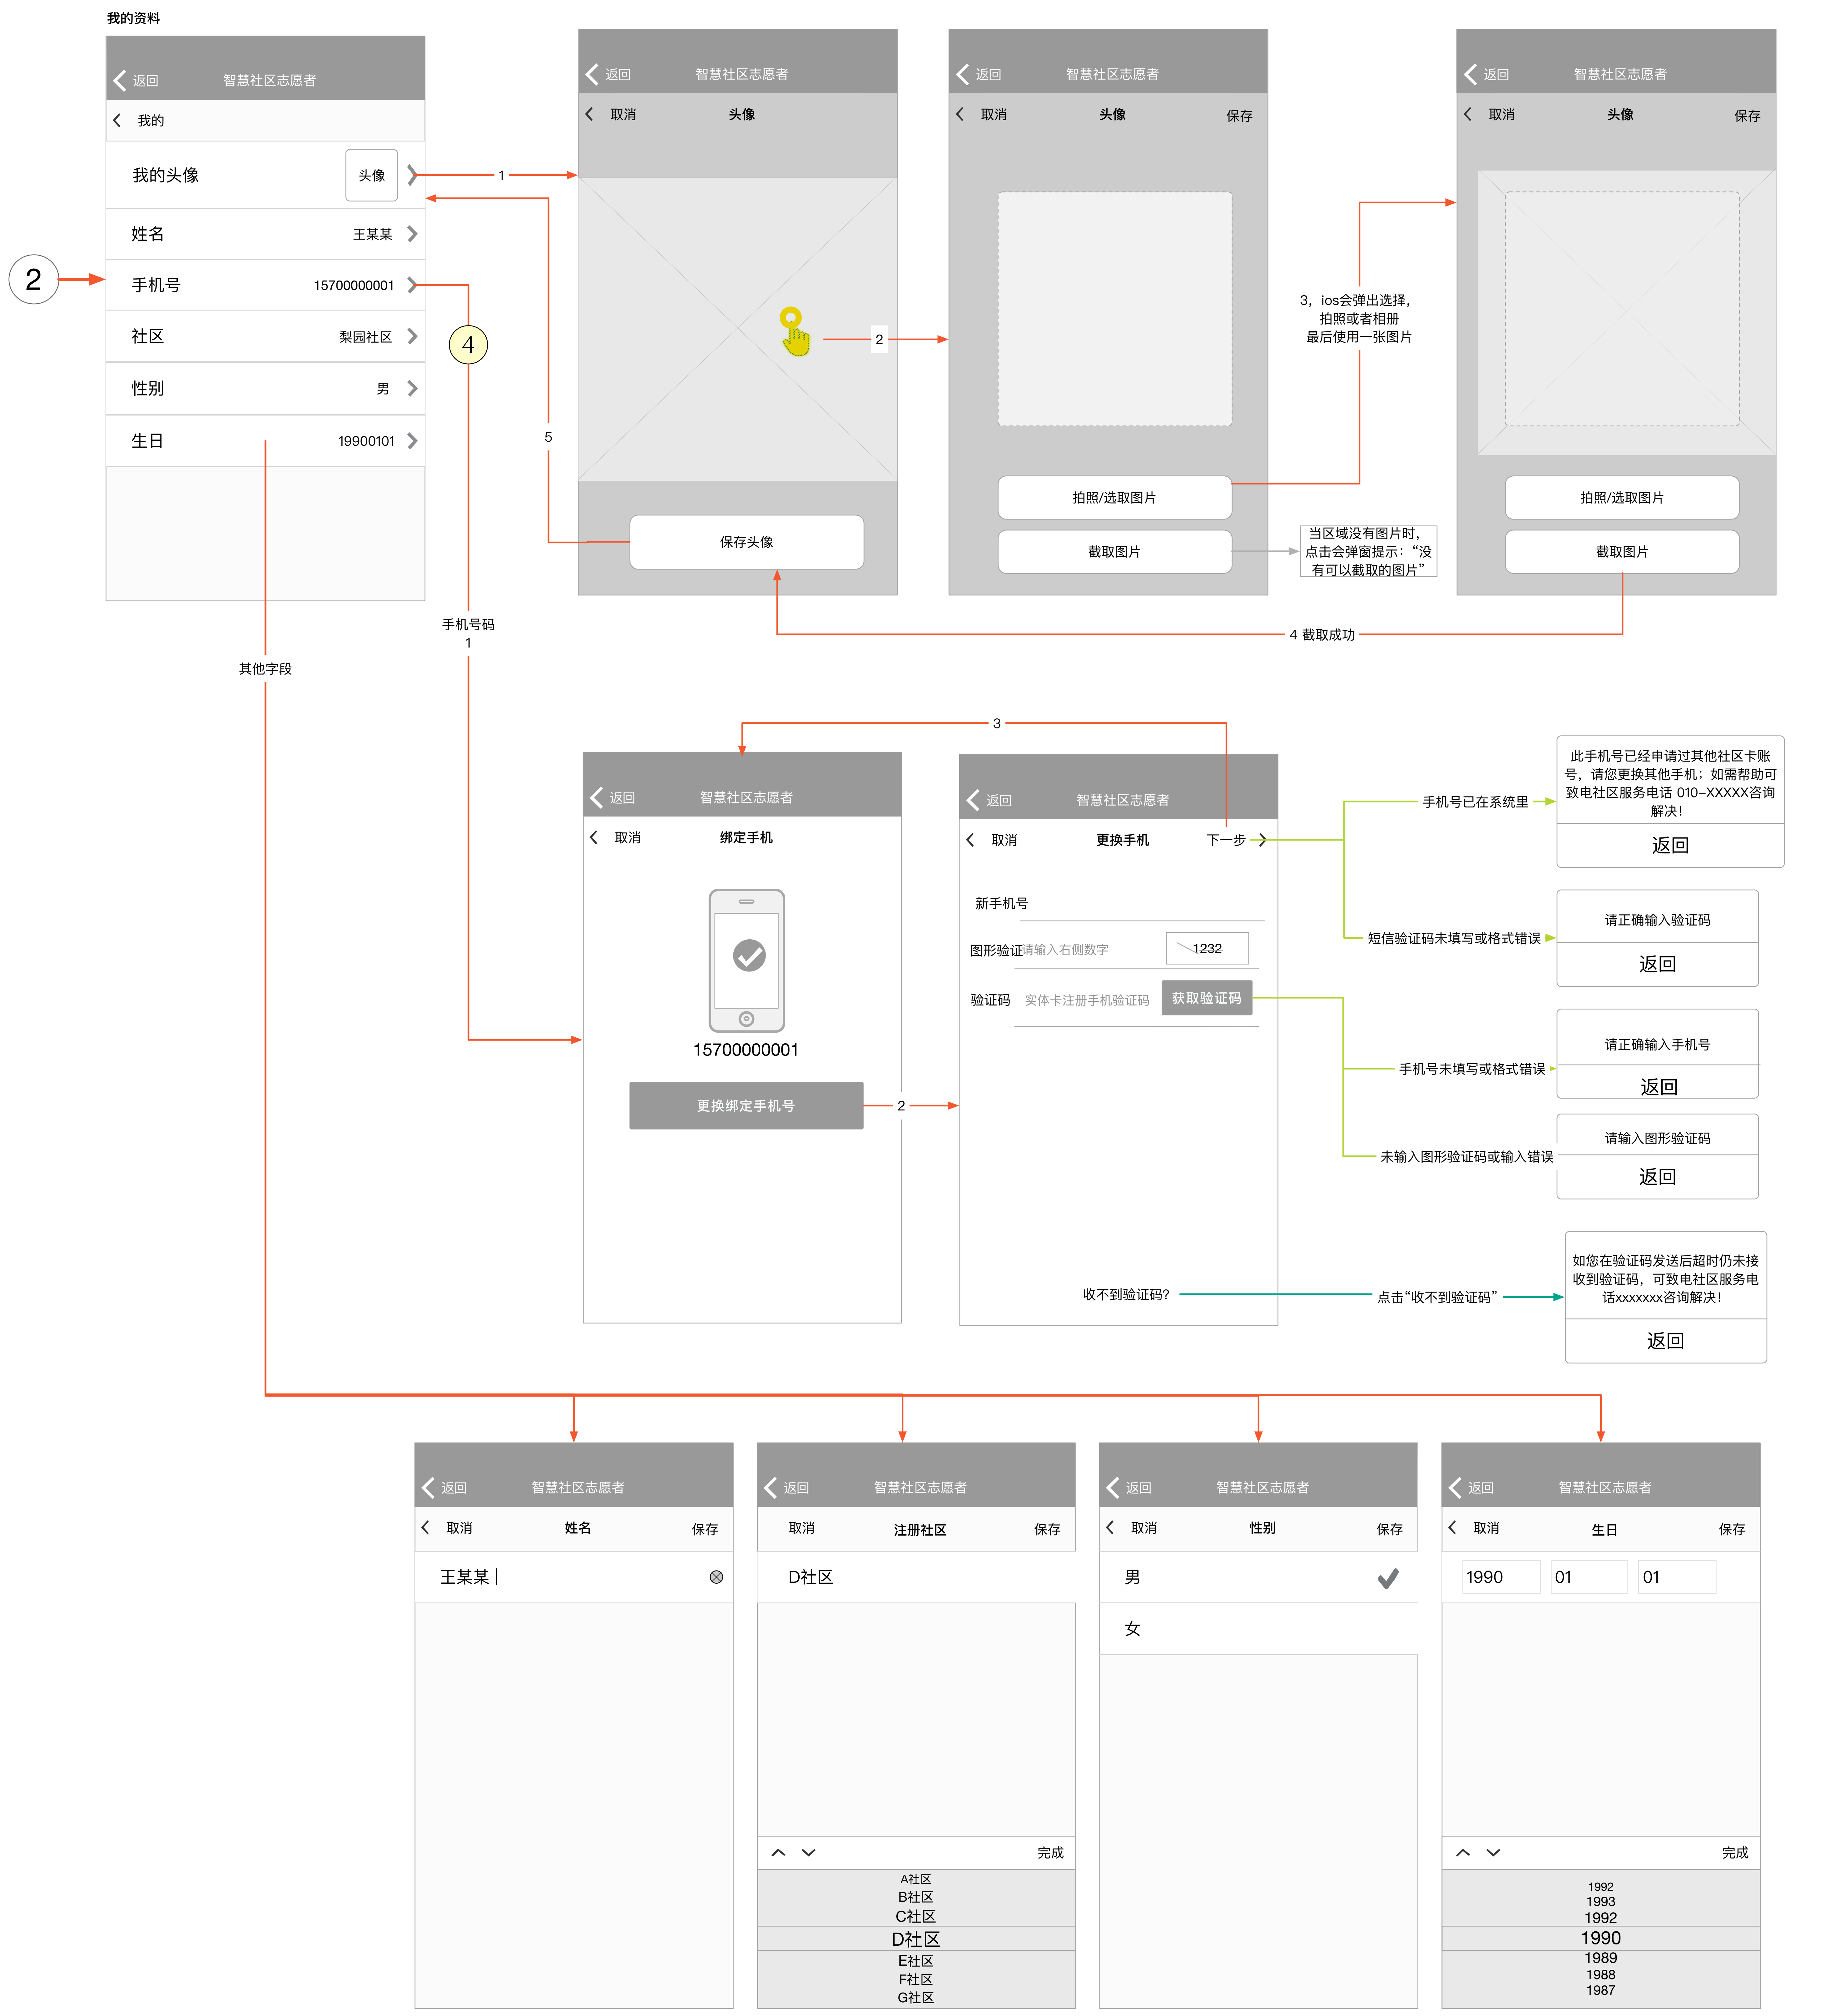 我的资料
返回
智慧社区志愿者
我的
我的头像
头像
姓名
王某某
手机号
15700000001
社区
梨园社区
性别
男
生日
19900101
2
4
1
5
返回
智慧社区志愿者
取消
头像
保存头像
2
返回
智慧社区志愿者
取消
头像
保存
拍照/选取图片
截取图片
3，ios会弹出选择，
拍照或者相册
最后使用一张图片
当区域没有图片时，
点击会弹窗提示：“没
有可以截取的图片”
返回
智慧社区志愿者
取消
头像
保存
拍照/选取图片
截取图片
4 截取成功
手机号码
1
其他字段
3
返回
智慧社区志愿者
取消
绑定手机
15700000001
更换绑定手机号
2
返回
智慧社区志愿者
取消
更换手机
下一步
新手机号
图形验证
请输入右侧数字
1232
验证码
实体卡注册手机验证码
获取验证码
收不到验证码？
手机号已在系统里
此手机号已经申请过其他社区卡账
号，请您更换其他手机；如需帮助可
致电社区服务电话 010-XXXXX咨询
解决！
返回
短信验证码未填写或格式错误
请正确输入验证码
返回
手机号未填写或格式错误
请正确输入手机号
返回
未输入图形验证码或输入错误
请输入图形验证码
返回
点击“收不到验证码”
如您在验证码发送后超时仍未接
收到验证码，可致电社区服务电
话xxxxxxx咨询解决！
返回
返回
智慧社区志愿者
取消
姓名
保存
王某某
返回
智慧社区志愿者
取消
注册社区
保存
D社区
完成
A社区
B社区
C社区
D社区
E社区
F社区
G社区
返回
智慧社区志愿者
取消
性别
保存
男
女
返回
智慧社区志愿者
取消
生日
保存
1990
01
01
完成
1992
1993
1992
1990
1989
1988
1987